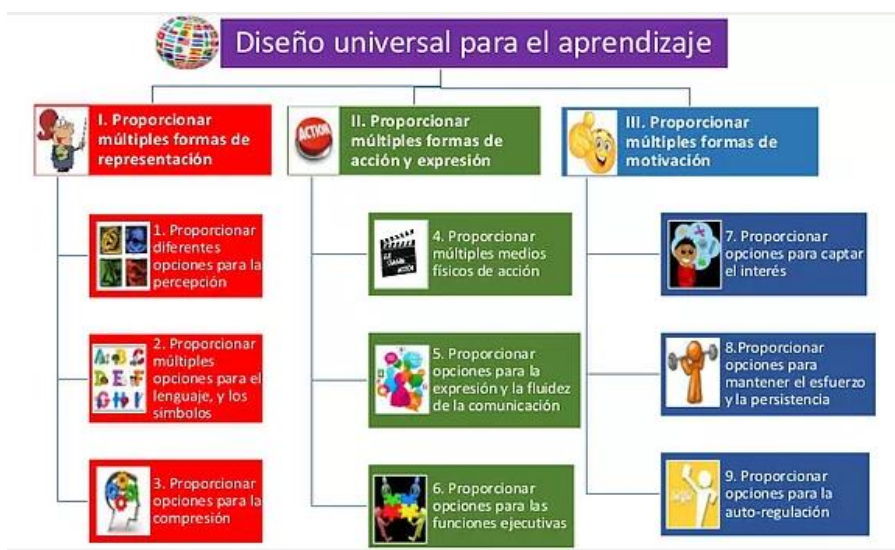 Diseño universal para el aprendizaje
I. Proporcionar
múltiples formas de
representación
1. Proporcionar
diferentes
opciones para la
percepción
2. Proporcionar
múltiples
opciones para el
lenguaje, y los
símbolos
3. Proporcionar
opciones para la
compresión
ACTION
II. Proporcionar
múltiples formas de
acción y expresión
4. Proporcionar
múltiples medios
físicos de acción
5. Proporcionar
opciones para la
expresión y la fluidez
de la comunicación
6. Proporcionar
opciones para las
funciones ejecutivas
III. Proporcionar
múltiples formas de
motivación
7. Proporcionar
opciones para captar
el interés
8.Proporcionar
opciones para
mantener el esfuerzo
y la persistencia
9. Proporcionar
opciones para la
auto-regulación